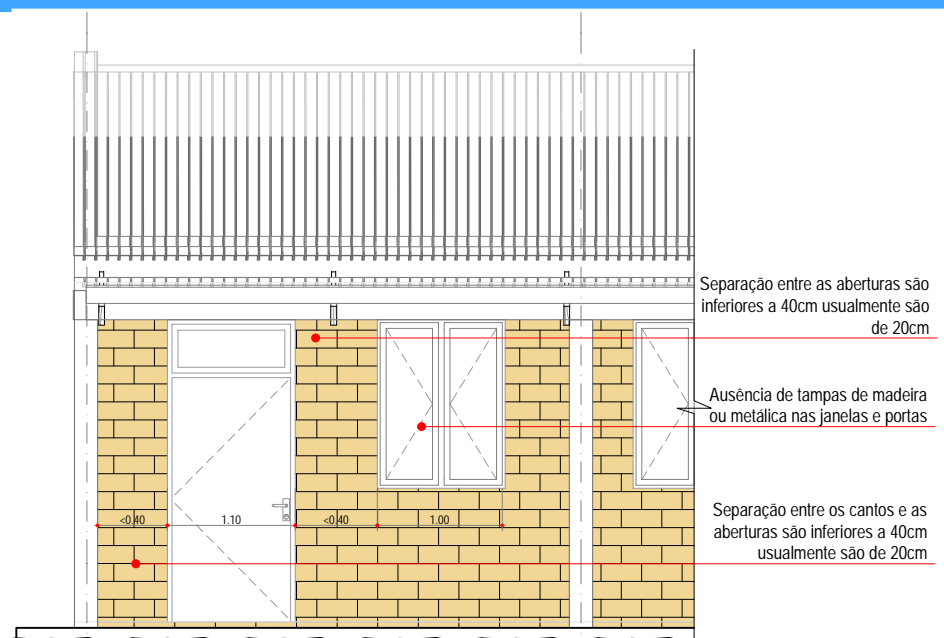 Separação entre as aberturas são
inferiores a 40cm usualmente são
de 20cm
Ausência de tampas de madeira
ou metálica nas janelas e portas
<0.40
1.10
<0.40
1.00
Separação entre os cantos e as
aberturas são inferiores a 40cm
usualmente são de 20cm